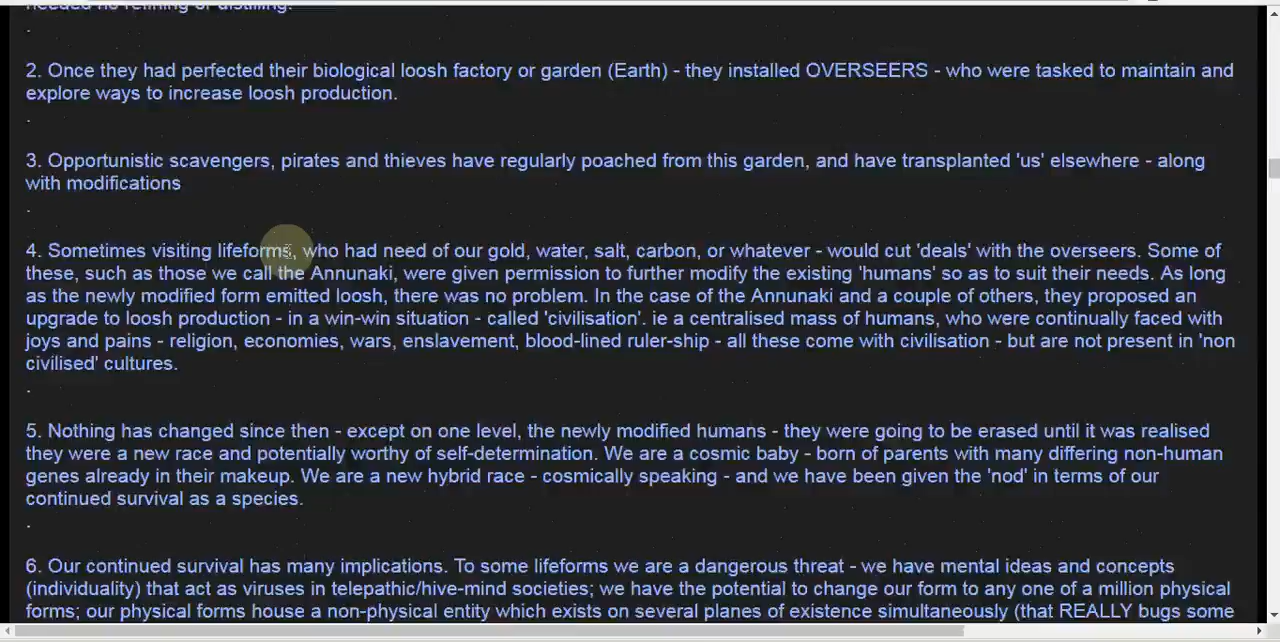 needed no refining or distilling.
.
2. Once they had perfected their biological loosh factory or garden (Earth) - they installed OVERSEERS - who were tasked to maintain and
explore ways to increase loosh production.
.
3. Opportunistic scavengers, pirates and thieves have regularly poached from this garden, and have transplanted 'us' elsewhere - along
with modifications
.
4. Sometimes visiting lifeforms, who had need of our gold, water, salt, carbon, or whatever - would cut 'deals' with the overseers. Some of
these, such as those we call the Annunaki, were given permission to further modify the existing 'humans' so as to suit their needs. As long
as the newly modified form emitted loosh, there was no problem. In the case of the Annunaki and a couple of others, they proposed an
upgrade to loosh production - in a win-win situation - called 'civilisation'. ie a centralised mass of humans, who were continually faced with
joys and pains - religion, economies, wars, enslavement, blood-lined ruler-ship - all these come with civilisation - but are not present in 'non
civilised' cultures.
.
5. Nothing has changed since then - except on one level, the newly modified humans - they were going to be erased until it was realised
they were a new race and potentially worthy of self-determination. We are a cosmic baby - born of parents with many differing non-human
genes already in their makeup. We are a new hybrid race - cosmically speaking - and we have been given the 'nod' in terms of our
continued survival as a species.
.
6. Our continued survival has many implications. To some lifeforms we are a dangerous threat - we have mental ideas and concepts
(individuality) that act as viruses in telepathic/hive-mind societies; we have the potential to change our form to any one of a million physical
forms; our physical forms house a non-physical entity which exists on several planes of existence simultaneously (that REALLY bugs some